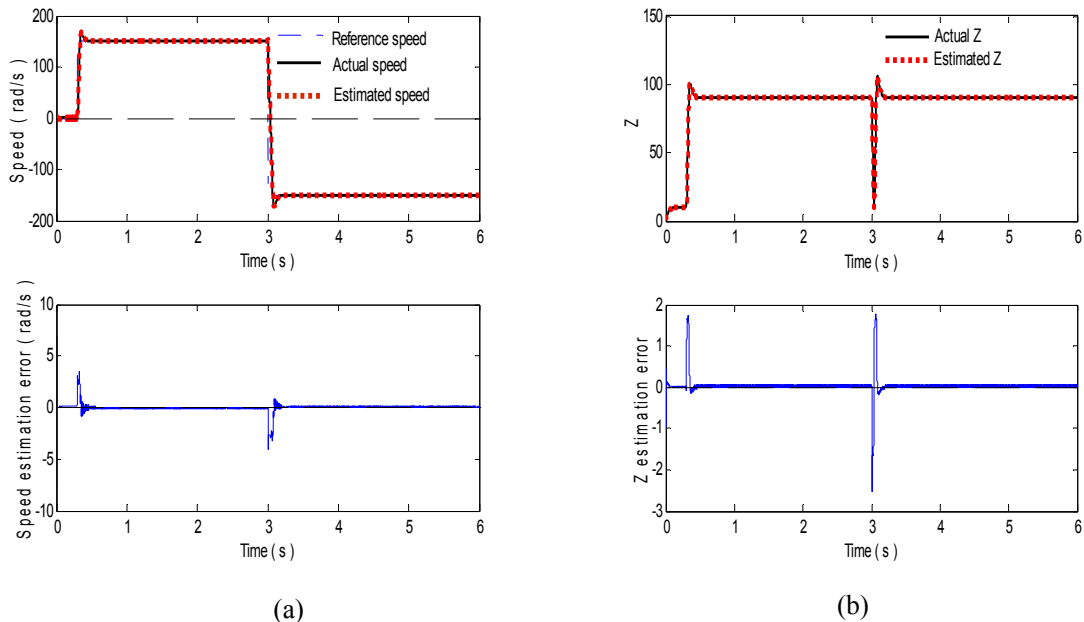 200
100
0
-100
-200
Speed ( rad/s )
Reference speed
Actual speed
Estimated speed
0 1 2 3 4 5 6
Time ( s )
150
100
50
0
Z
Actual Z
Estimated Z
0 1 2 3 4 5 6
Time ( s )
10
5
0
-5
-10
Speed estimation error ( rad/s )
0 1 2 3 4 5 6
Time ( s )
2
1
0
-1
-2
-3
Z estimation error
0 1 2 3 4 5 6
Time ( s )
(a)
(b)